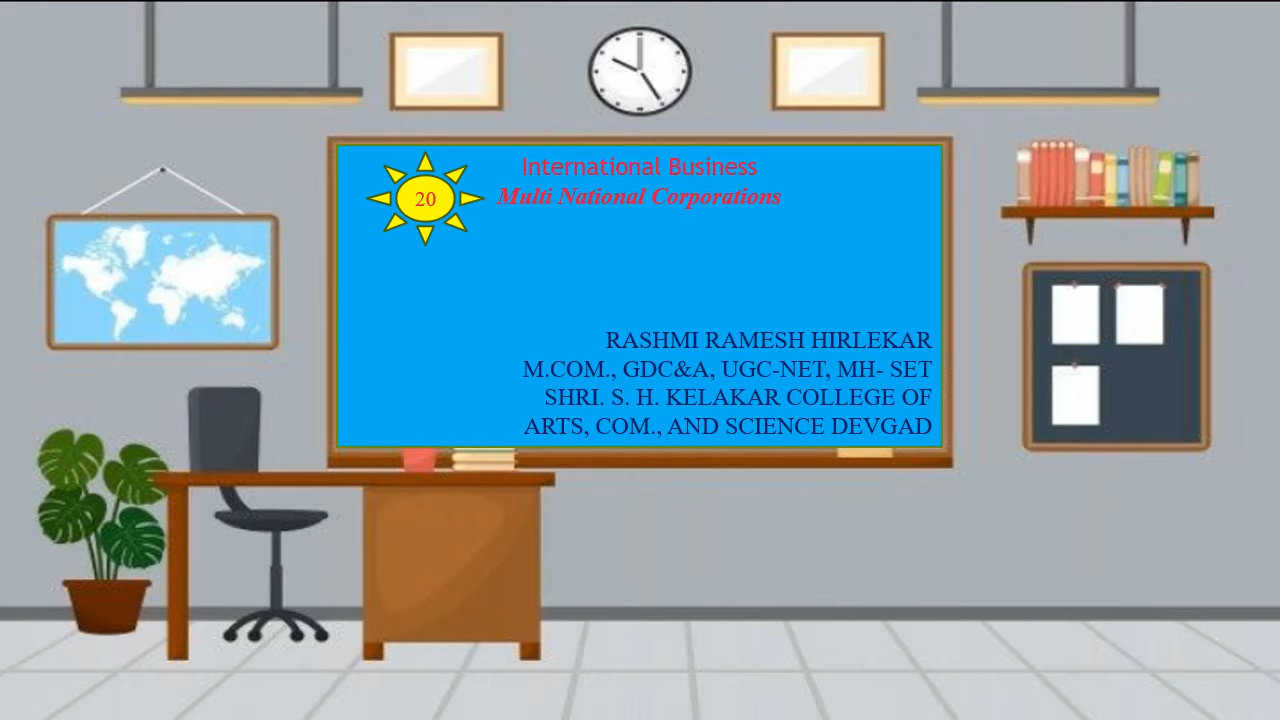 International Business
20
Multi National Corporations
RASHMI RAMESH HIRLEKAR
M.COM., GDC&A, UGC-NET, MH- SET
SHRI. S. H. KELAKAR COLLEGE OF
ARTS, COM., AND SCIENCE DEVGAD